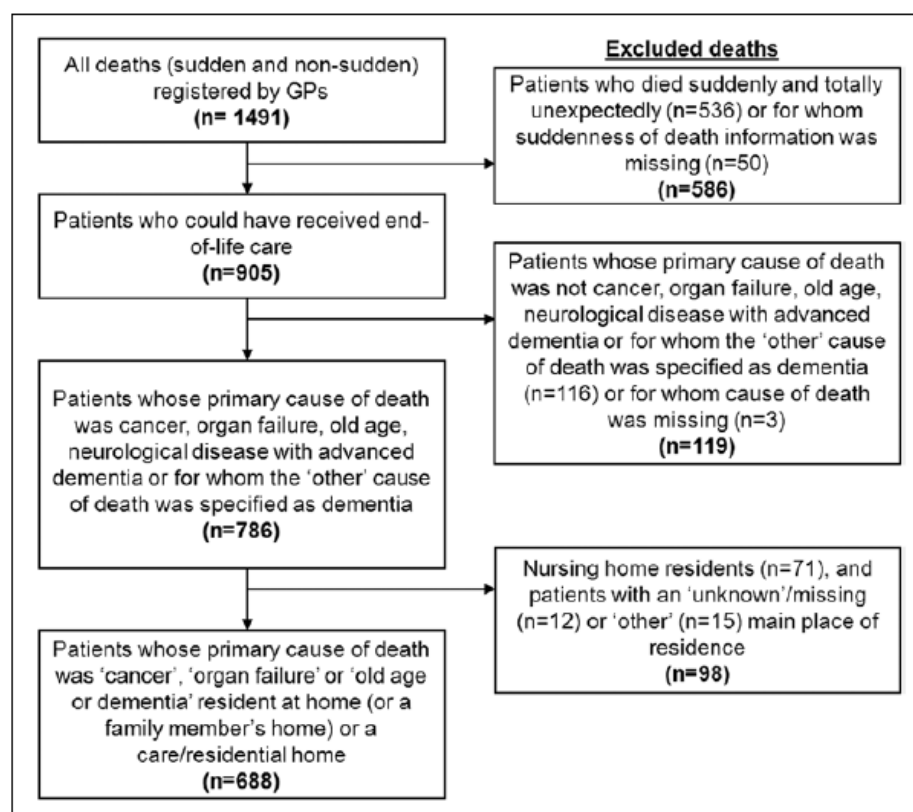 All deaths (sudden and non-sudden)
registered by GPs
(n= 1491)
Excluded deaths
Patients who died suddenly and totally
unexpectedly (n=536) or for whom
suddenness of death information was
missing (n=50)
(n=586)
Patients who could have received end-
of-life care
(n=905)
Patients whose primary cause of death
was not cancer, organ failure, old age,
neurological disease with advanced
dementia or for whom the ‘other’ cause
of death was specified as dementia
(n=116) or for whom cause of death
was missing (n=3)
(n=119)
Patients whose primary cause of death
was cancer, organ failure, old age,
neurological disease with advanced
dementia or for whom the ‘other’ cause
of death was specified as dementia
(n=786)
Nursing home residents (n=71), and
patients with an ‘unknown’/missing
(n=12) or ‘other’ (n=15) main place of
residence
(n=98)
Patients whose primary cause of death
was ‘cancer’, ‘organ failure’ or ‘old age
or dementia’ resident at home (or a
family member’s home) or a
care/residential home
(n=688)